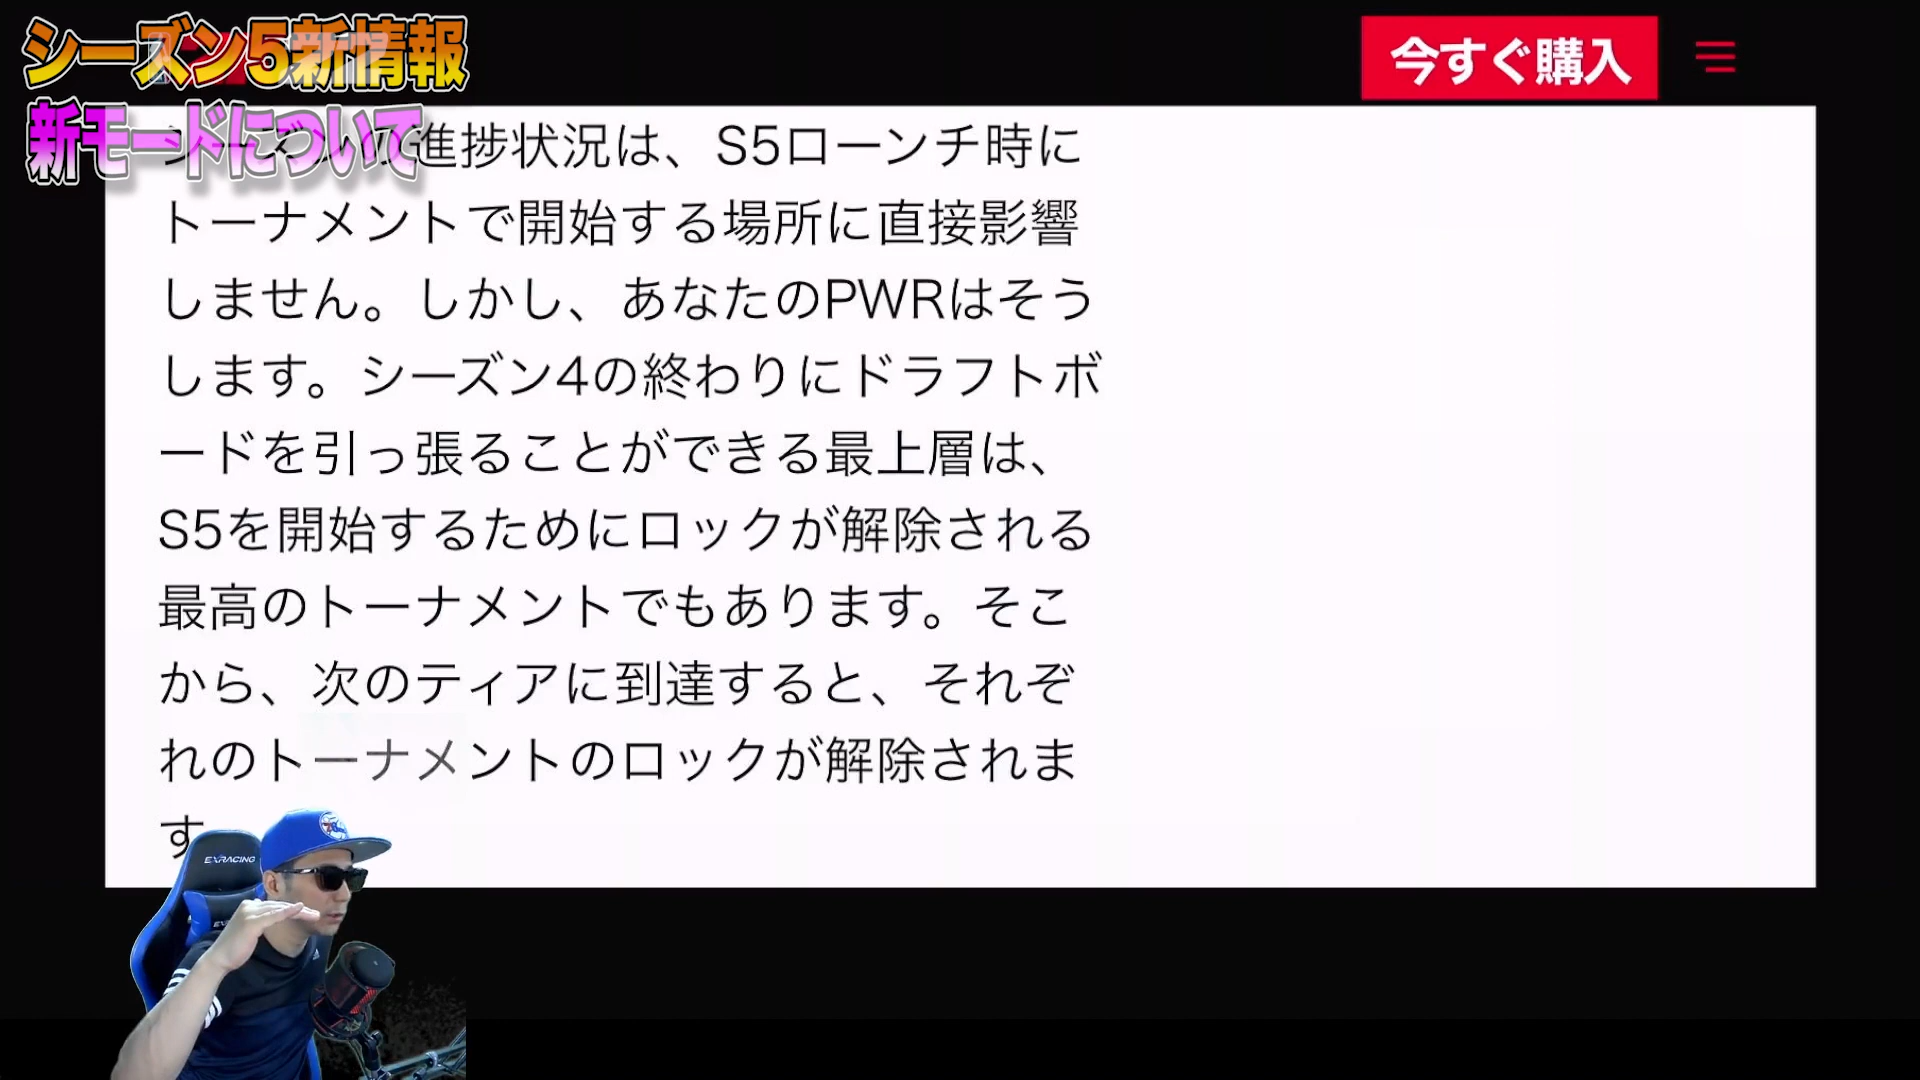 シーズン5新情報
今すぐ購入
新モードについて
の進捗状況は、S5ローンチ時に
トーナメントで開始する場所に直接影響
しません。しかし、あなたのPWRはそう
します。シーズン4の終わりにドラフトボ
ードを引っ張ることができる最上層は、
S5を開始するためにロックが解除される
最高のトーナメントでもあります。そこ
から、次のティアに到達すると、それぞ
れのトーナメントのロックが解除されま
す
EXRACING